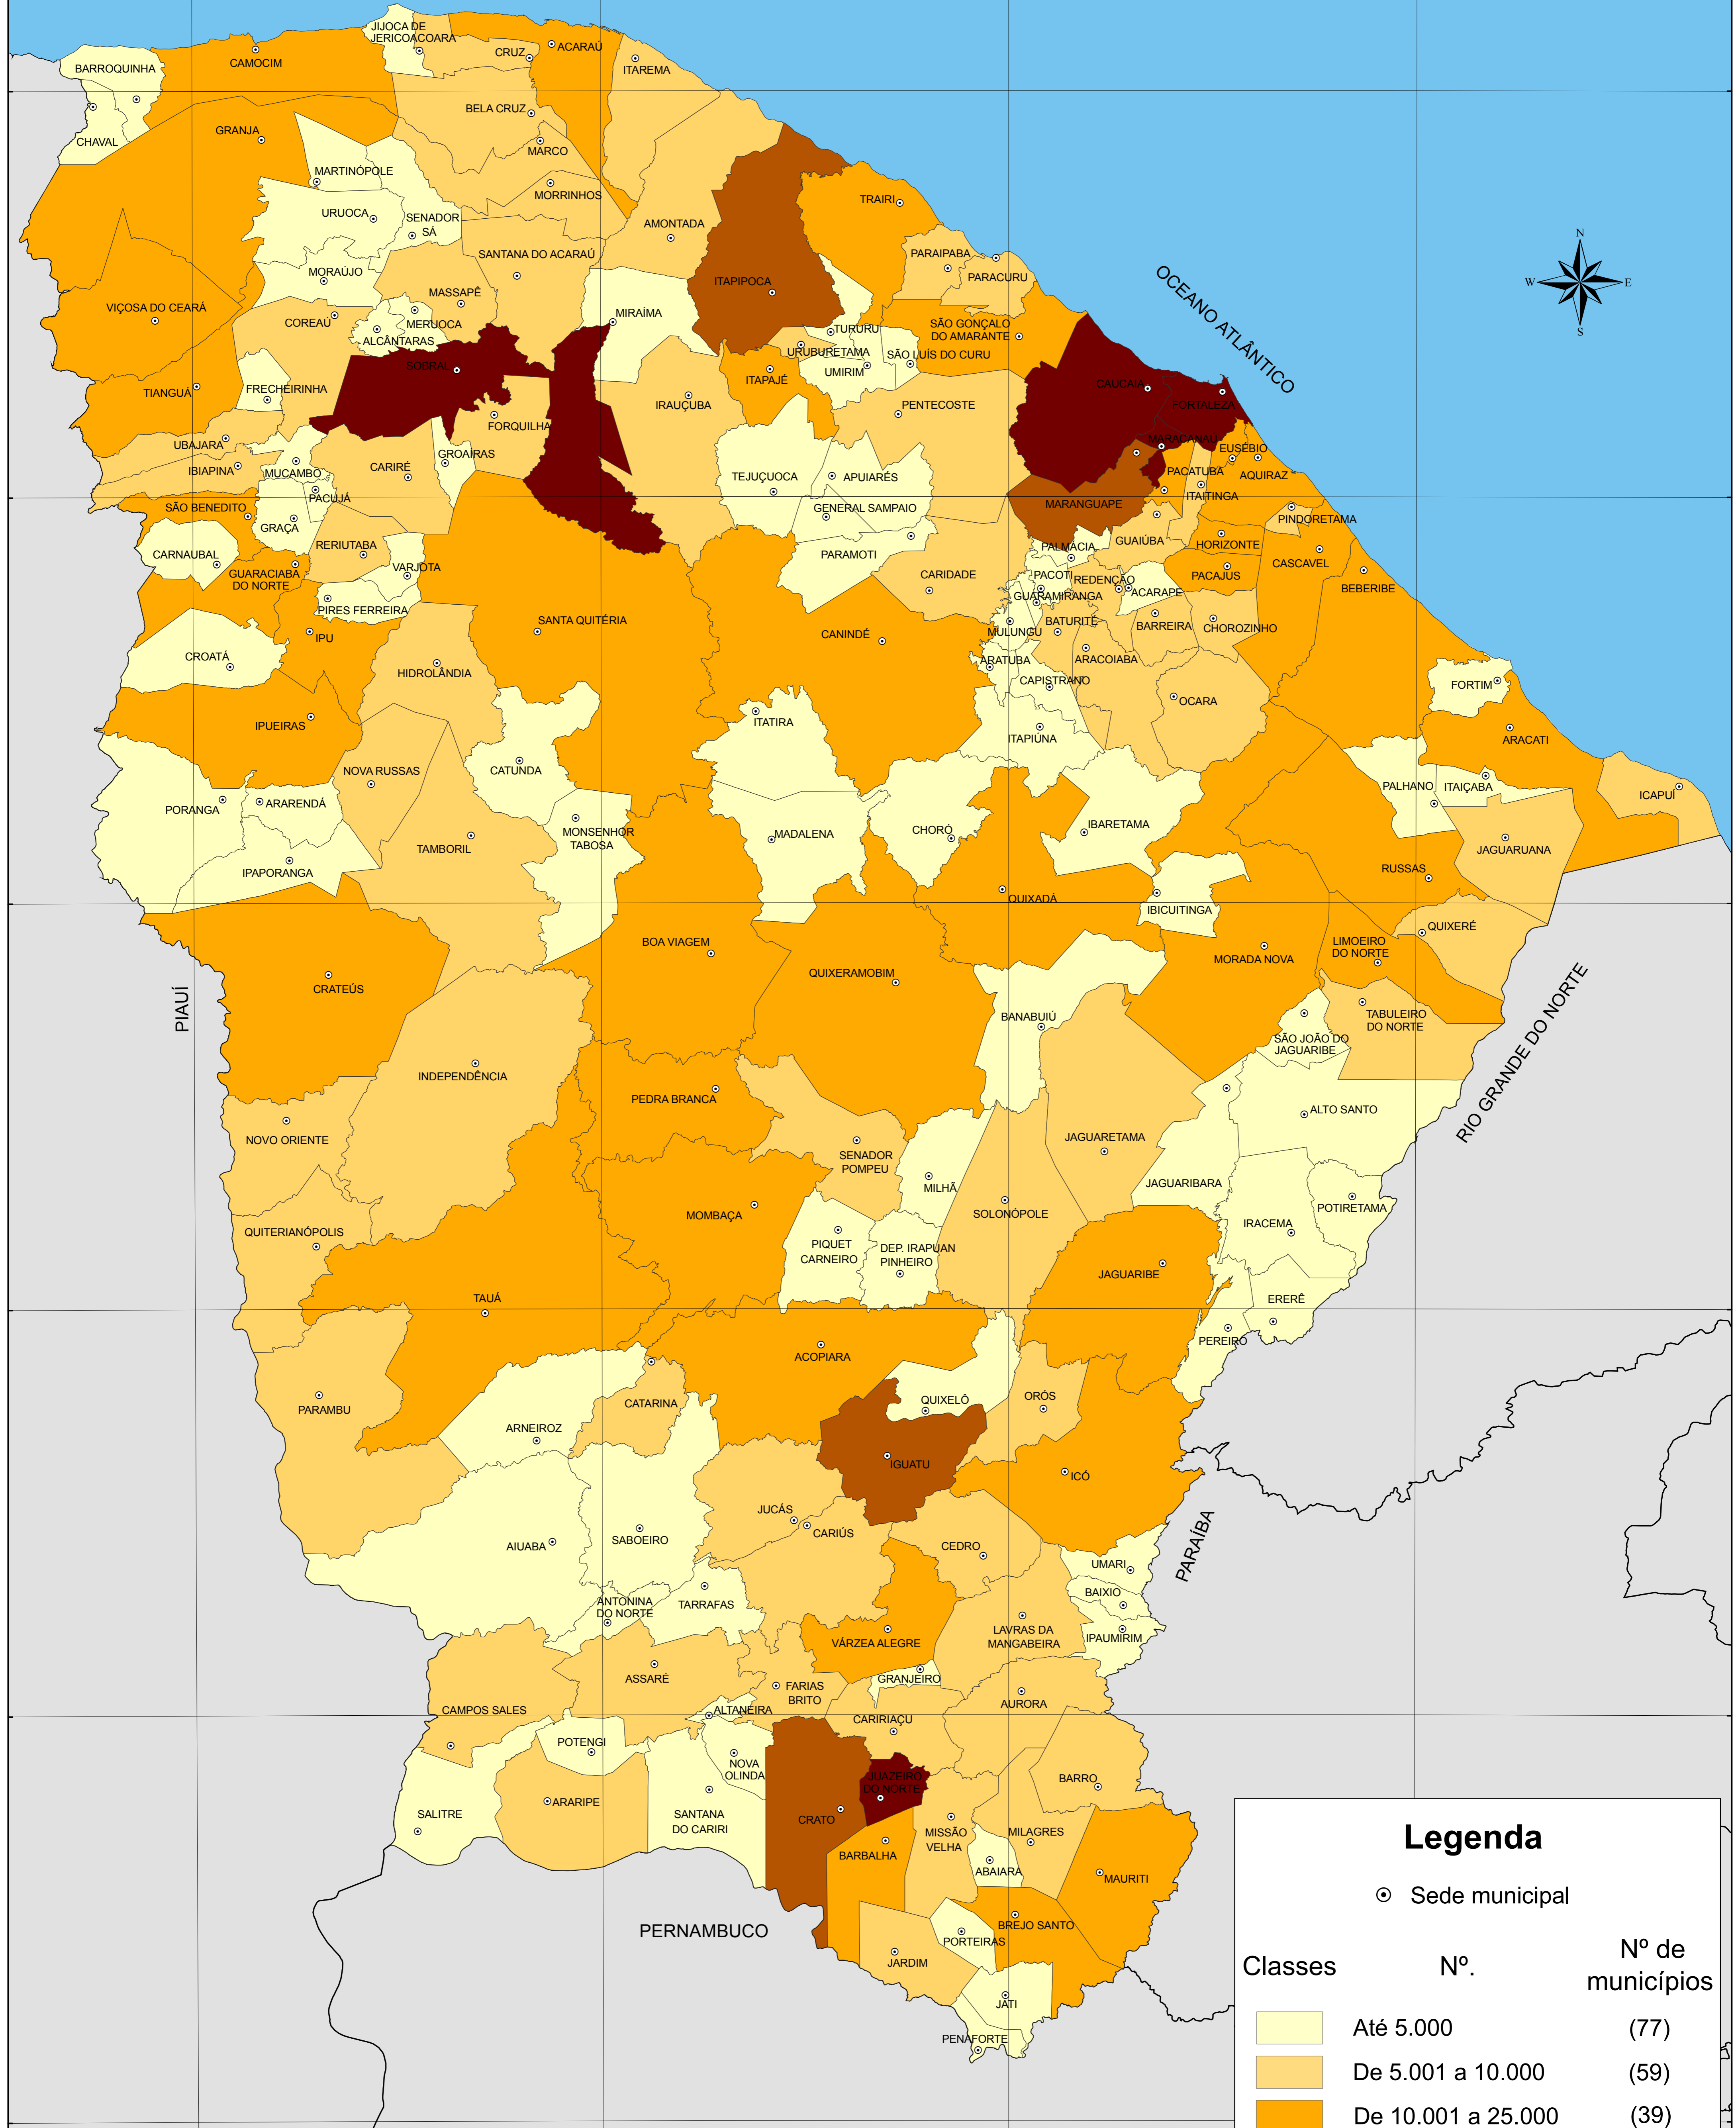 JIJOCA DE
JERICOACOARA
CRUZ
ACARAÚ
BARROQUINHA
CAMOCIM
ITAREMA
BELA CRUZ
GRANJA
CHAVAL
MARCO
MARTINÓPOLE
MORRINHOS
TRAIRI
URUOCA
SENADOR
SÁ
AMONTADA
N
W
E
S
SANTANA DO ACARAÚ
PARAIPABA
PARACURU
MORAÚJO
ITAPIPOCA
OCEANO ATLÂNTICO
MASSAPÊ
VIÇOSA DO CEARÁ
MIRAÍMA
COREAÚ
MERUOCA
SÃO GONÇALO
DO AMARANTE
TURURU
ALCÂNTARAS
URUBURETAMA
SÃO LUÍS DO CURU
SOBRAL
UMIRIM
ITAPAJÉ
CAUCAIA
FRECHEIRINHA
TIANGUÁ
IRAUÇUBA
PENTECOSTE
FORTALEZA
FORQUILHA
MARACANAÚ
UBAJARA
EUSÉBIO
GROAÍRAS
IBIAPINA
MUCAMBO
CARIRÉ
PACATUBA
AQUIRAZ
TEJUÇUOCA
APUIARÉS
PACUJÁ
ITAITINGA
SÃO BENEDITO
MARANGUAPE
GENERAL SAMPAIO
GRAÇA
PINDORETAMA
RERIUTABA
PALMÁCIA
GUAIÚBA
HORIZONTE
CARNAUBAL
PARAMOTI
CASCAVEL
VARJOTA
GUARACIABA
DO NORTE
CARIDADE
PACOTI
REDENÇÃO
PACAJUS
BEBERIBE
GUARAMIRANGA
ACARAPE
PIRES FERREIRA
SANTA QUITÉRIA
BATURITÉ
BARREIRA
CHOROZINHO
IPU
CANINDÉ
MULUNGU
CROATÁ
ARATUBA
ARACOIABA
HIDROLÂNDIA
CAPISTRANO
FORTIM
OCARA
IPUEIRAS
ITATIRA
ITAPIÚNA
ARACATI
NOVA RUSSAS
CATUNDA
PALHANO
ITAIÇABA
ICAPUÍ
PORANGA
ARARENDÁ
MONSENHOR
TABOSA
MADALENA
CHORÓ
IBARETAMA
TAMBORIL
JAGUARUANA
IPAPORANGA
RUSSAS
QUIXADÁ
IBICUITINGA
QUIXERÉ
BOA VIAGEM
LIMOEIRO
DO NORTE
MORADA NOVA
QUIXERAMOBIM
CRATEÚS
PIAUÍ
BANABUIÚ
TABULEIRO
DO NORTE
SÃO JOÃO DO
JAGUARIBE
RIO GRANDE DO NORTE
INDEPENDÊNCIA
PEDRA BRANCA
ALTO SANTO
NOVO ORIENTE
JAGUARETAMA
SENADOR
POMPEU
MILHÃ
JAGUARIBARA
POTIRETAMA
MOMBAÇA
SOLONÓPOLE
IRACEMA
QUITERIANÓPOLIS
PIQUET
CARNEIRO
DEP. IRAPUAN
PINHEIRO
JAGUARIBE
TAUÁ
ERERÊ
PEREIRO
ACOPIARA
PARAMBU
CATARINA
QUIXELÔ
ORÓS
ARNEIROZ
IGUATU
ICÓ
JUCÁS
CARIÚS
AIUABA
SABOEIRO
CEDRO
PARAÍBA
UMARI
BAIXIO
ANTONINA
DO NORTE
TARRAFAS
LAVRAS DA
MANGABEIRA
IPAUMIRIM
VÁRZEA ALEGRE
ASSARÉ
GRANJEIRO
FARIAS
BRITO
AURORA
CAMPOS SALES
ALTANEIRA
CARIRIAÇU
POTENGI
NOVA
OLINDA
JUAZEIRO
DO NORTE
BARRO
ARARIPE
SALITRE
SANTANA
DO CARIRI
CRATO
MISSÃO
VELHA
MILAGRES
BARBALHA
ABAIARA
MAURITI
PERNAMBUCO
BREJO SANTO
PORTEIRAS
JARDIM
JATI
PENAFORTE
Legenda
Sede municipal
Classes
Nº.
Nº de
municípios
Até 5.000 (77)
De 5.001 a 10.000 (59)
De 10.001 a 25.000 (39)